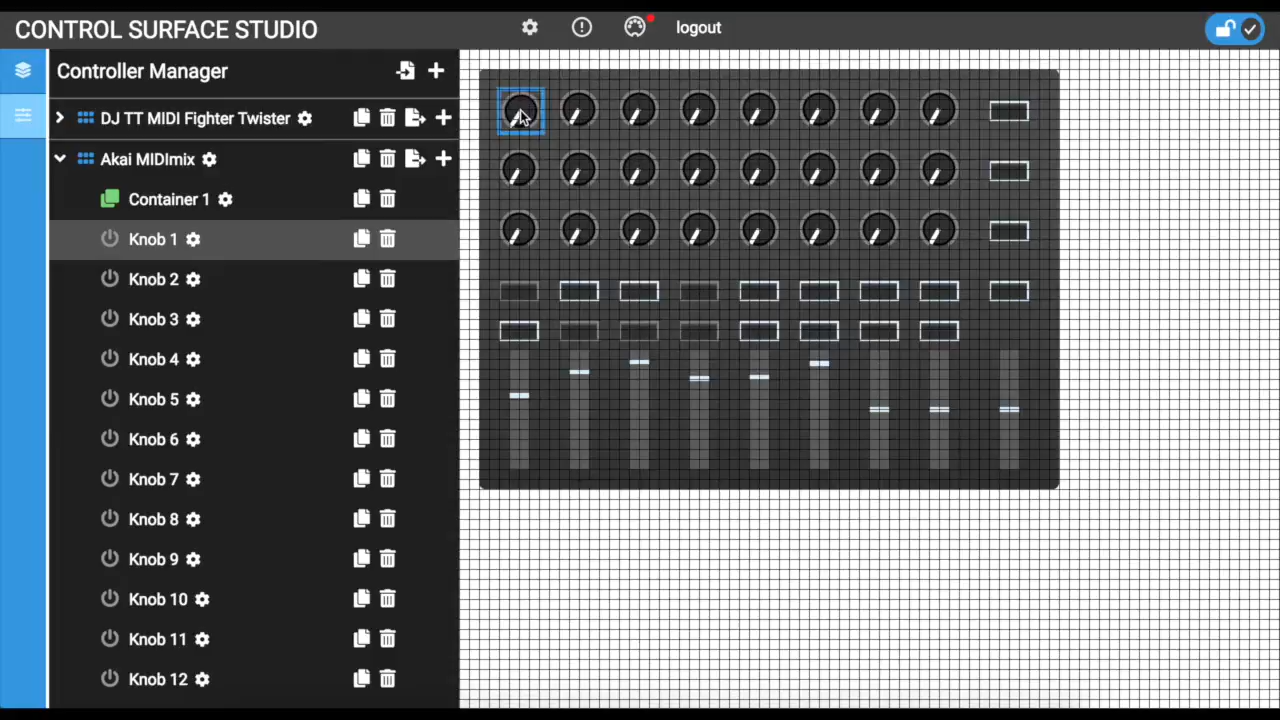 CONTROL SURFACE STUDIO
logout
Controller Manager
DJ TT MIDI Fighter Twister
Akai MIDImix
Container 1
Knob 1
Knob 2
Knob 3
Knob 4
Knob 5
Knob 6
Knob 7
Knob 8
Knob 9
Knob 10
Knob 11
Knob 12